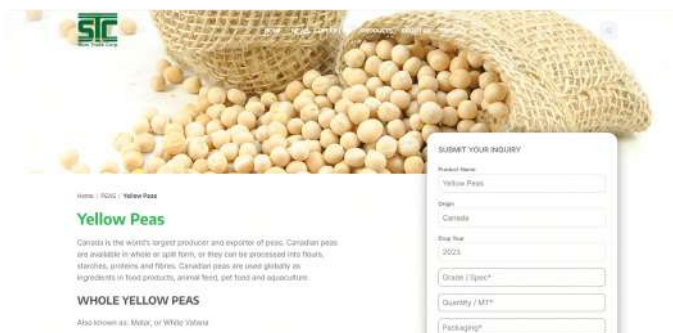 STC
HOME NEWS PRODUCTS
SUBMIT YOUR INQUIRY
Product Name
Yellow Peas
Origin
Canada
Crop Year
2023
Grade / Spec*
Quantity / MT*
Packaging*
Home / PEAS / Yellow Peas
Yellow Peas
Canada is the world's largest producer and exporter of peas. Canadian peas
are available in whole or split form, or they can be processed into flours,
starches, proteins and fibres. Canadian peas are used globally as
ingredients in food products, animal feed, pet food and aquaculture.
WHOLE YELLOW PEAS
Also known as: Matar, or White Vatana